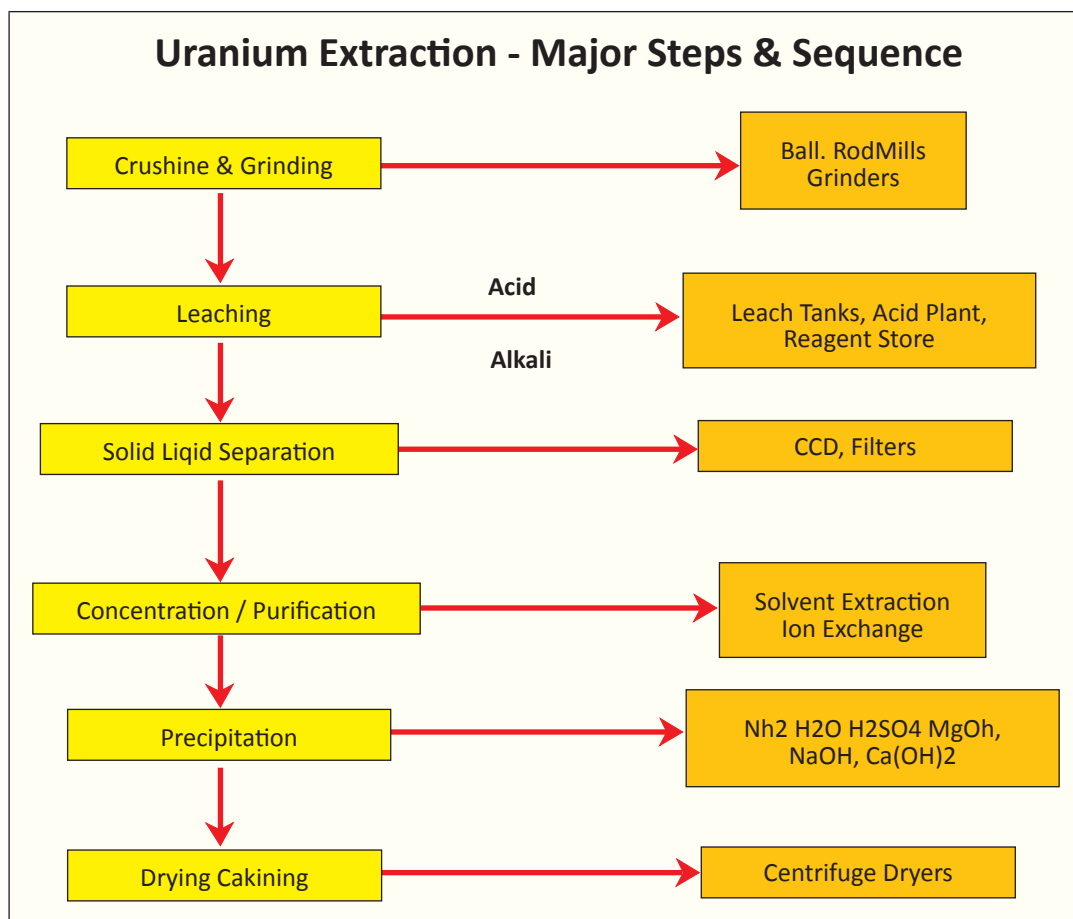 Uranium Extraction - Major Steps & Sequence
Crushine & Grinding
Ball. RodMills
Grinders
Leaching
Acid
Alkali
Leach Tanks, Acid Plant,
Reagent Store
Solid Liqid Separation
CCD, Filters
Concentration / Purification
Solvent Extraction
Ion Exchange
Precipitation
Nh2 H2O H2SO4 MgOh,
NaOH, Ca(OH)2
Drying Cakining
Centrifuge Dryers